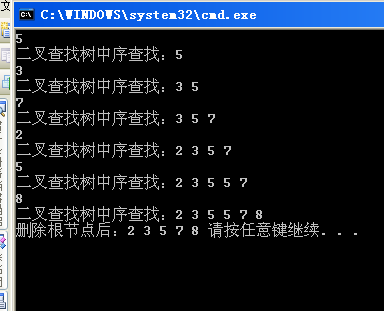 文
C:\WINDOWS\system32\cmd.exe
5
二叉查找树中序查找：5
3
二叉查找树中序查找：3 5
7
二叉查找树中序查找：3 5 7
2
二叉查找树中序查找：2 3 5 7
5
二叉查找树中序查找：2 3 5 5 7
8
二叉查找树中序查找：2 3 5 5 7 8
删除根节点后：2 3 5 7 8 请按任意键继续. . .